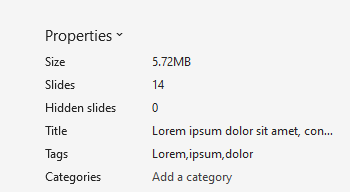 Properties
Size 5.72MB
Slides 14
Hidden slides 0
Title Lorem ipsum dolor sit amet, con...
Tags Lorem,ipsum,dolor
Categories Add a category